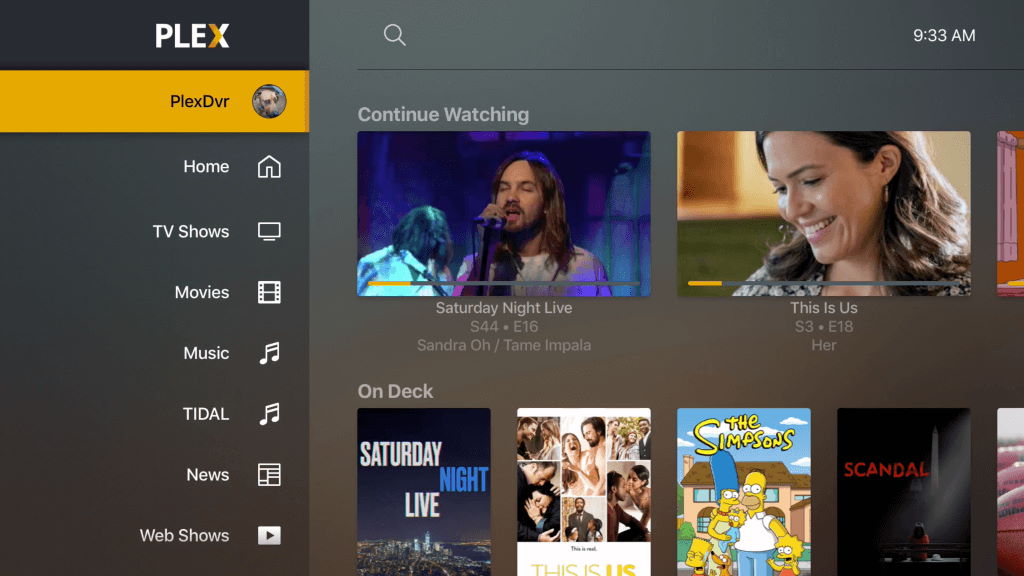 PLEX
9:33 AM
PlexDvr
Home
TV Shows
Movies
Music
TIDAL
News
Web Shows
Continue Watching
Saturday Night Live
S44 • E16
Sandra Oh / Tame Impala
This Is Us
S3 • E18
Her
On Deck
SATURDAY
NIGHT
LIVE
This is real.
THIS IS US
THE
SIMPSONS
SCANDAL